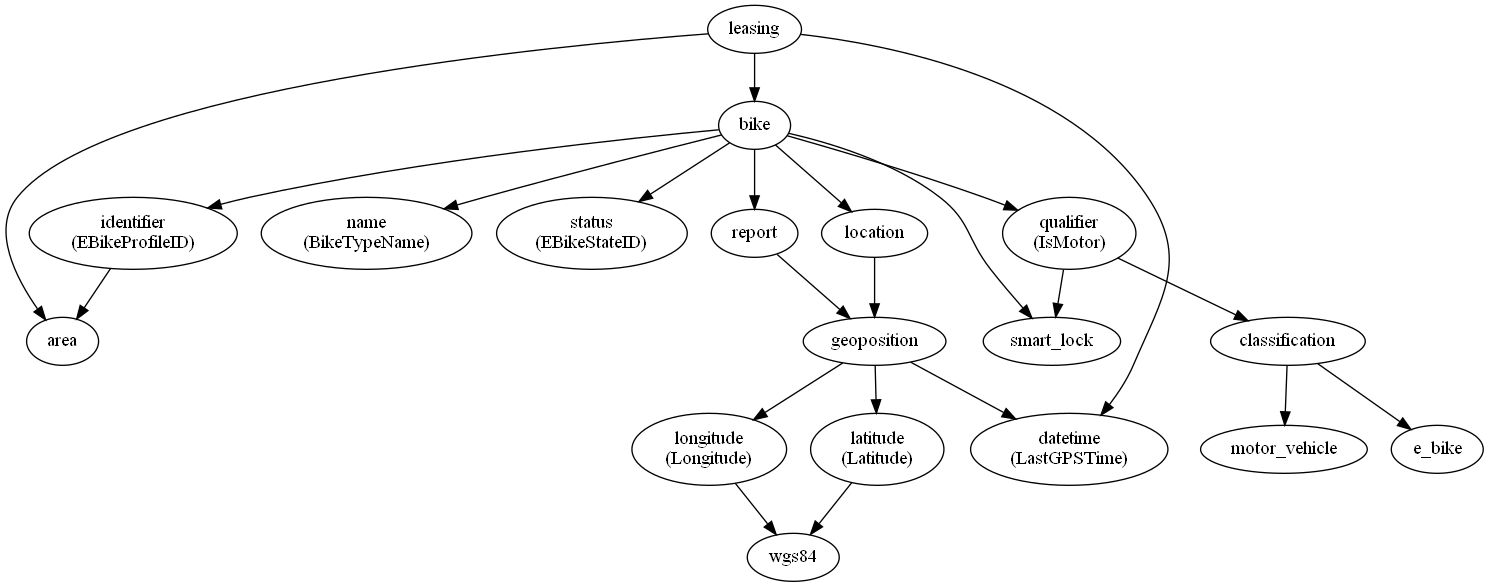 leasing
bike
identifier
(EBikeProfileID)
name
(BikeTypeName)
status
(EBikeStateID)
report
location
qualifier
(IsMotor)
area
geoposition
smart_lock
classification
longitude
(Longitude)
latitude
(Latitude)
datetime
(LastGPSTime)
motor_vehicle
e_bike
wgs84